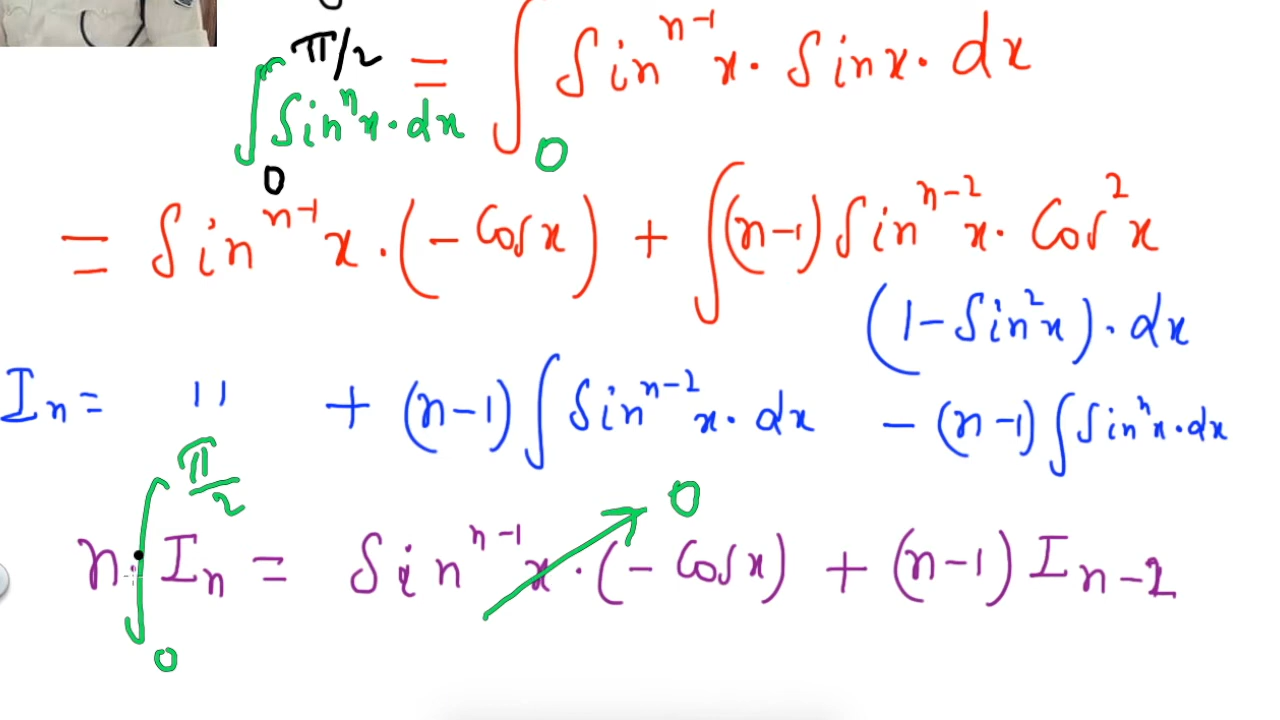 ∫₀^{π/2} Sinⁿx·dx = ∫₀ Sinⁿ⁻¹x · Sinx · dx
= Sinⁿ⁻¹x · (−Cosx) + ∫(n−1) Sinⁿ⁻²x · Cos²x
(1−Sin²x) · dx
Iₙ = '' + (n−1) ∫ Sinⁿ⁻²x · dx − (n−1) ∫ Sinⁿx·dx
n · ∫₀^{π/2} Iₙ = Sinⁿ⁻¹x · (−Cosx) 0 + (n−1) Iₙ₋₂